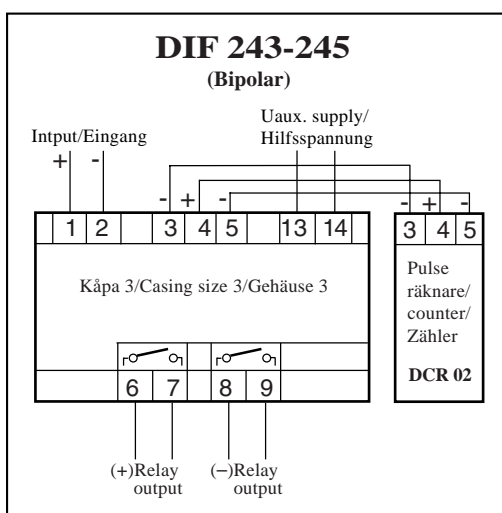 DIF 243-245
(Bipolar)
Uaux. supply/
Hilfsspannung
Intput/Eingang
+ -
- + -
- + -
1 2 3 4 5 13 14
3 4 5
Kåpa 3/Casing size 3/Gehäuse 3
Pulse
räknare/
counter/
Zähler
DCR 02
6 7 8 9
(+)Relay
output
(−)Relay
output